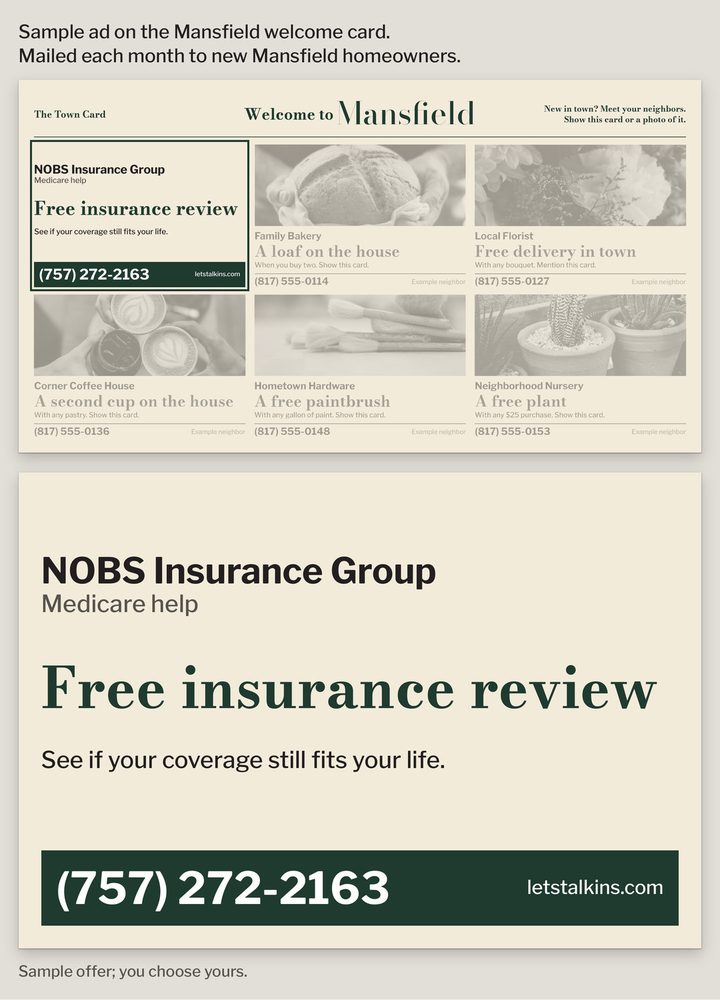 Sample ad on the Mansfield welcome card.
Mailed each month to new Mansfield homeowners.
The Town Card
Welcome to Mansfield
New in town? Meet your neighbors.
Show this card or a photo of it.
NOBS Insurance Group
Medicare help
Free insurance review
See if your coverage still fits your life.
(757) 272-2163
letstalkins.com
Family Bakery
A loaf on the house
When you buy two. Show this card.
(817) 555-0114
Example neighbor
Local Florist
Free delivery in town
With any bouquet. Mention this card.
(817) 555-0127
Example neighbor
Corner Coffee House
A second cup on the house
With any pastry. Show this card.
(817) 555-0136
Example neighbor
Hometown Hardware
A free paintbrush
With any gallon of paint. Show this card.
(817) 555-0148
Example neighbor
Neighborhood Nursery
A free plant
With any $25 purchase. Show this card.
(817) 555-0153
Example neighbor
NOBS Insurance Group
Medicare help
Free insurance review
See if your coverage still fits your life.
(757) 272-2163
letstalkins.com
Sample offer; you choose yours.